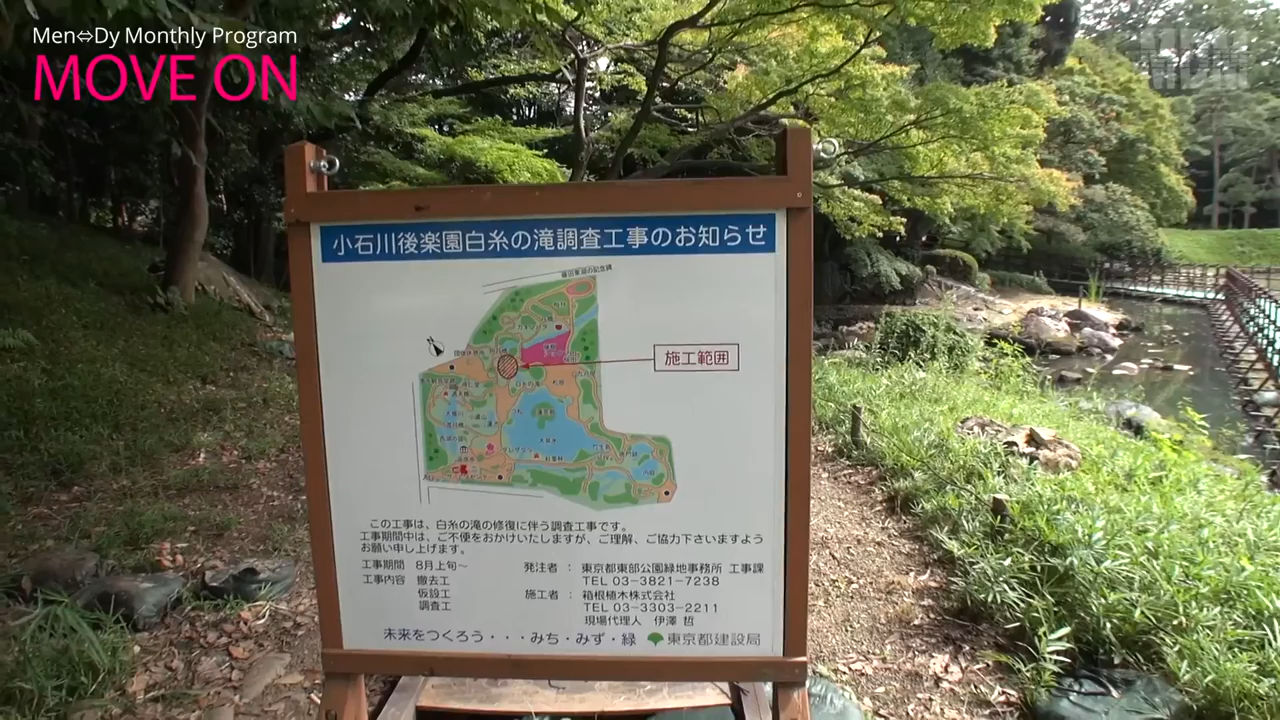 Men⇔Dy Monthly Program
MOVE ON
小石川後楽園白糸の滝調査工事のお知らせ
施工範囲
この工事は、白糸の滝の修復に伴う調査工事です。
工事期間中は、ご不便をおかけいたしますが、ご理解、ご協力下さいますよう
お願い申し上げます。
工事期間 8月上旬～
工事内容 撤去工
仮設工
調査工
発注者 : 東京都東部公園緑地事務所 工事課
TEL 03-3821-7238
施工者 : 箱根植木株式会社
TEL 03-3303-2211
現場代理人 伊澤 哲
未来をつくろう・・・みち・みず・緑 東京都建設局